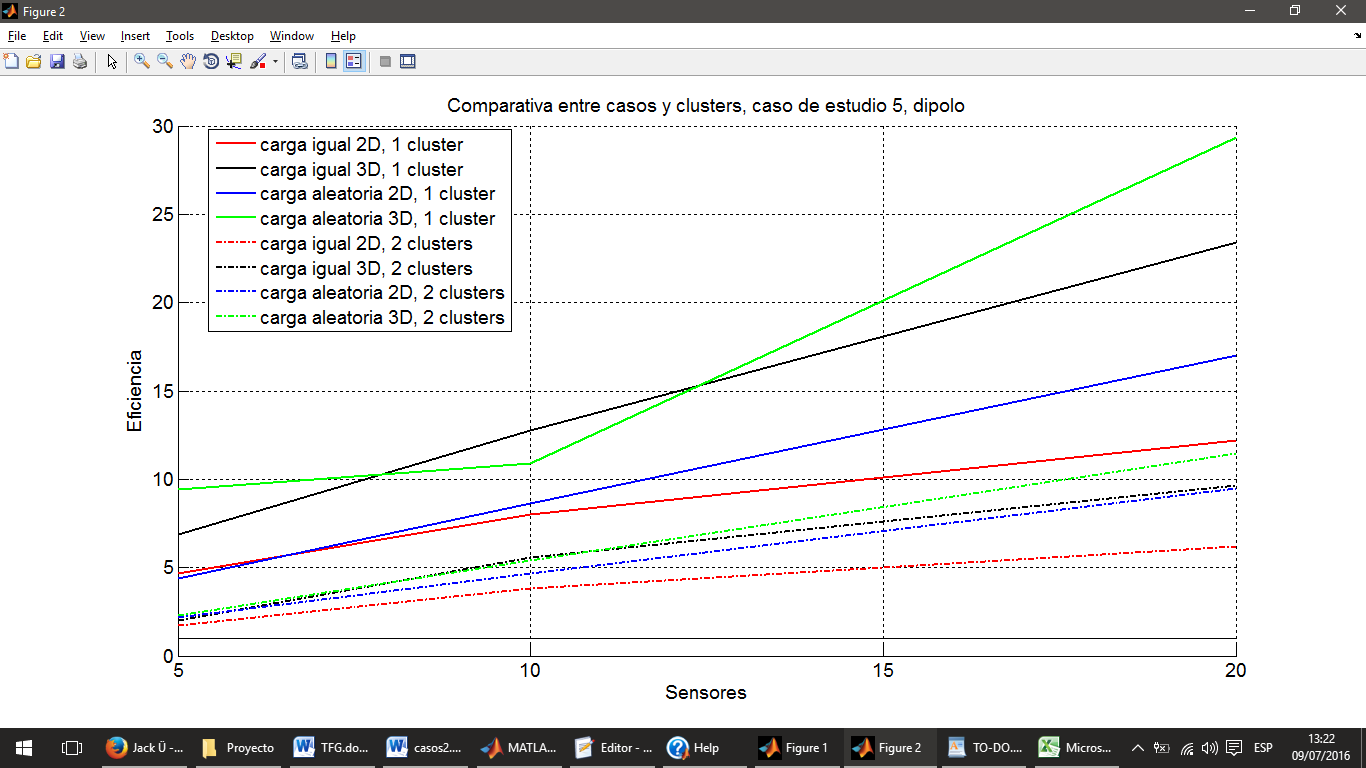 Figure 2
File Edit View Insert Tools Desktop Window Help
Comparativa entre casos y clusters, caso de estudio 5, dipolo
30
25
20
15
10
5
0
Eficiencia
carga igual 2D, 1 cluster
carga igual 3D, 1 cluster
carga aleatoria 2D, 1 cluster
carga aleatoria 3D, 1 cluster
carga igual 2D, 2 clusters
carga igual 3D, 2 clusters
carga aleatoria 2D, 2 clusters
carga aleatoria 3D, 2 clusters
5 10 15 20
Sensores
Jack Ü -... Proyecto TFG.do... casos2.... MATLA... Editor - ... Help Figure 1 Figure 2 TO-DO.... Micros... ESP 13:22
09/07/2016